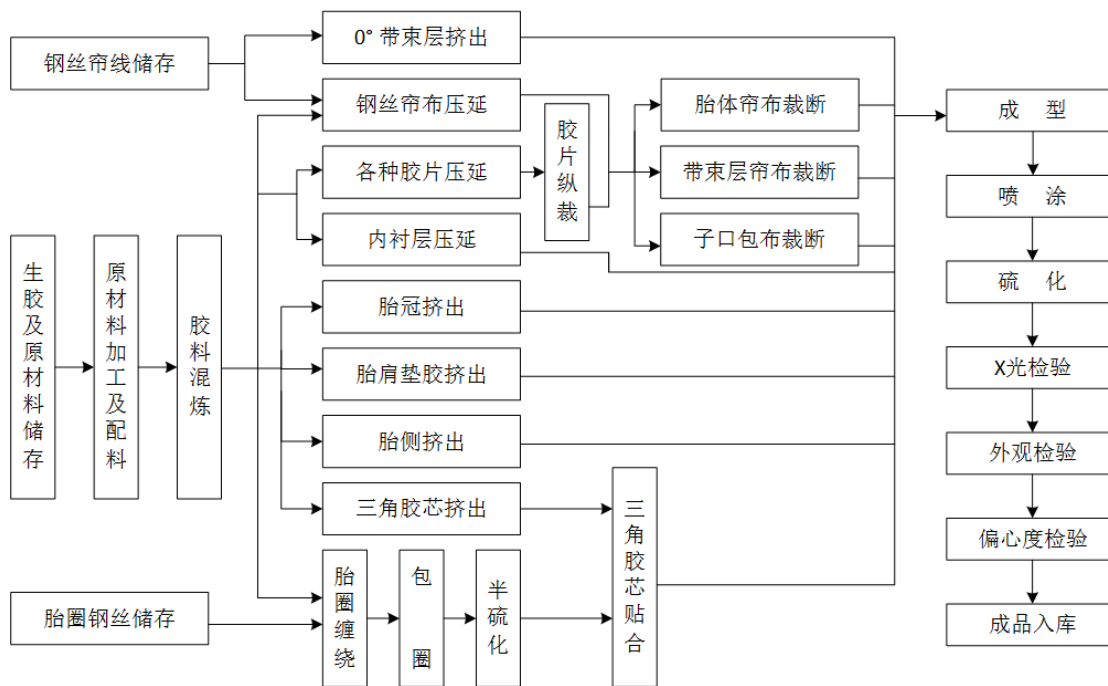 钢丝帘线储存
0° 带束层挤出
钢丝帘布压延
各种胶片压延
内衬层压延
胶片纵裁
胎体帘布裁断
带束层帘布裁断
子口包布裁断
生胶及原材料储存
原材料加工及配料
胶料混炼
胎冠挤出
胎肩垫胶挤出
胎侧挤出
三角胶芯挤出
胎圈钢丝储存
胎圈缠绕
包圈
半硫化
三角胶芯贴合
成 型
喷 涂
硫 化
X光检验
外观检验
偏心度检验
成品入库